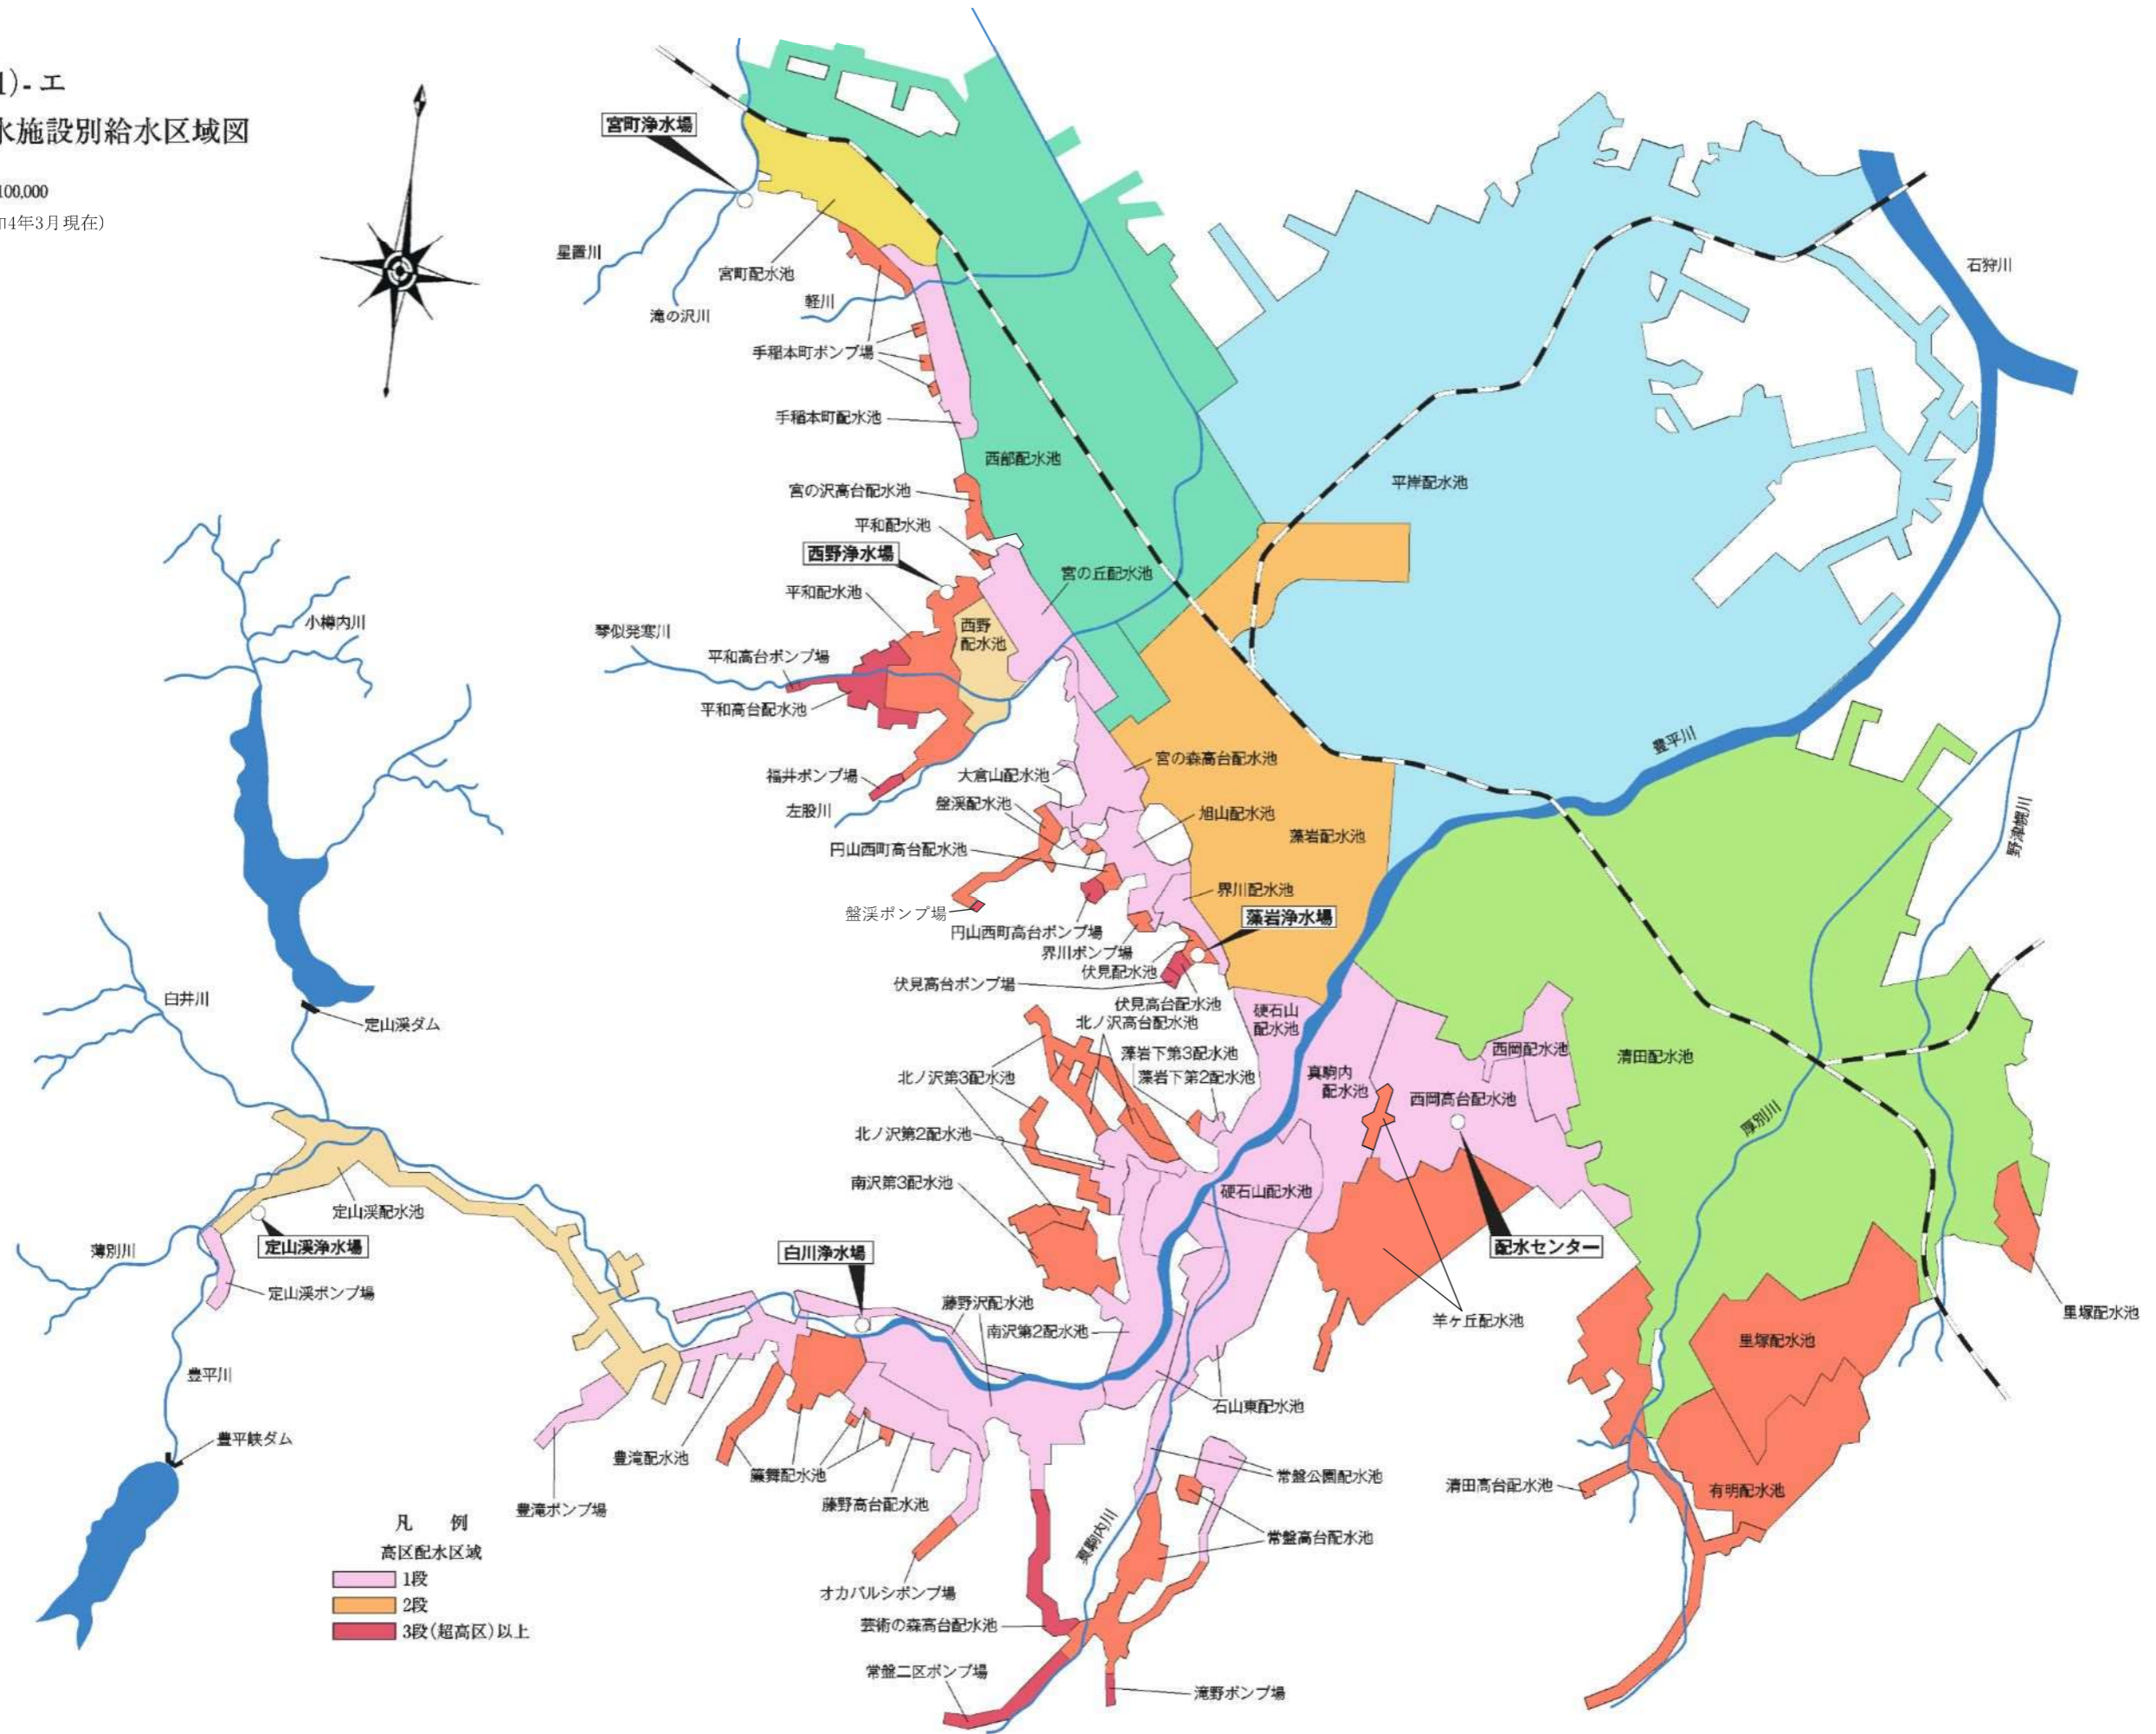 1)-エ
水施設別給水区域図
100,000
4年3月現在)
宮町浄水場
星置川
滝の沢川
宮町配水池
軽川
手稲本町ポンプ場
手稲本町配水池
石狩川
西部配水池
平岸配水池
宮の沢高台配水池
平和配水池
西野浄水場
宮の丘配水池
平和配水池
西野
配水池
小樽内川
琴似発寒川
平和高台ポンプ場
平和高台配水池
豊平川
宮の森高台配水池
福井ポンプ場
大倉山配水池
左股川
盤渓配水池
旭山配水池
藻岩配水池
野津幌川
円山西町高台配水池
界川配水池
盤渓ポンプ場
藻岩浄水場
円山西町高台ポンプ場
界川ポンプ場
伏見配水池
伏見高台ポンプ場
伏見高台配水池
白井川
定山渓ダム
硬石山
配水池
北ノ沢高台配水池
藻岩下第3配水池
藻岩下第2配水池
西岡配水池
清田配水池
北ノ沢第3配水池
真駒内
配水池
西岡高台配水池
厚別川
北ノ沢第2配水池
南沢第3配水池
硬石山配水池
定山渓配水池
定山渓浄水場
薄別川
白川浄水場
配水センター
定山渓ポンプ場
藤野沢配水池
南沢第2配水池
羊ヶ丘配水池
里塚配水池
里塚配水池
豊平川
石山東配水池
豊平峡ダム
豊滝配水池
簾舞配水池
常盤公園配水池
清田高台配水池
有明配水池
豊滝ポンプ場
藤野高台配水池
真駒内川
常盤高台配水池
凡 例
高区配水区域
1段
2段
3段(超高区)以上
オカバルシポンプ場
芸術の森高台配水池
常盤二区ポンプ場
滝野ポンプ場